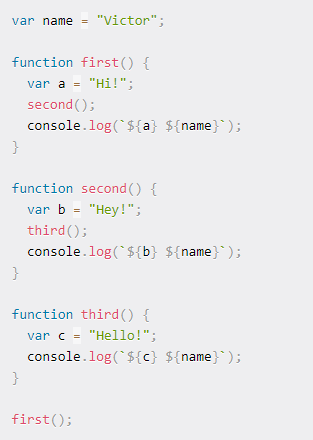 var name = "Victor";

function first() {
  var a = "Hi!";
  second();
  console.log(`${a} ${name}`);
}

function second() {
  var b = "Hey!";
  third();
  console.log(`${b} ${name}`);
}

function third() {
  var c = "Hello!";
  console.log(`${c} ${name}`);
}

first();